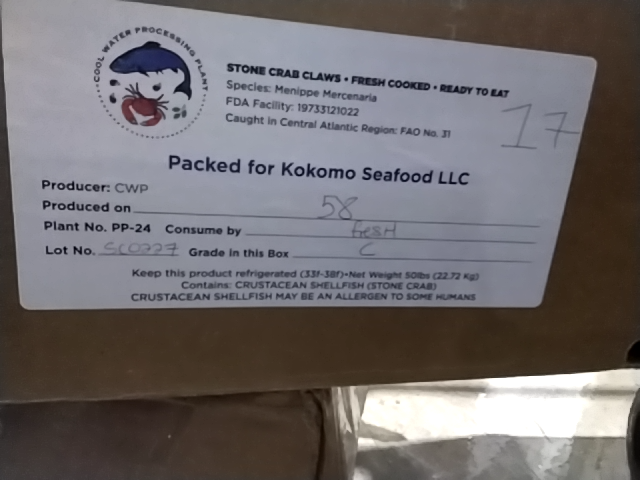 COOL WATER PROCESSING PLANT
STONE CRAB CLAWS • FRESH COOKED • READY TO EAT
Species: Menippe Mercenaria
FDA Facility: 19733121022
Caught in Central Atlantic Region: FAO No. 31
17
Packed for Kokomo Seafood LLC
Producer: CWP
Produced on 58
Plant No. PP-24 Consume by fresh
Lot No. SC0227 Grade in this Box C
Keep this product refrigerated (33f-38f)•Net Weight 50lbs (22.72 Kg)
Contains: CRUSTACEAN SHELLFISH (STONE CRAB)
CRUSTACEAN SHELLFISH MAY BE AN ALLERGEN TO SOME HUMANS